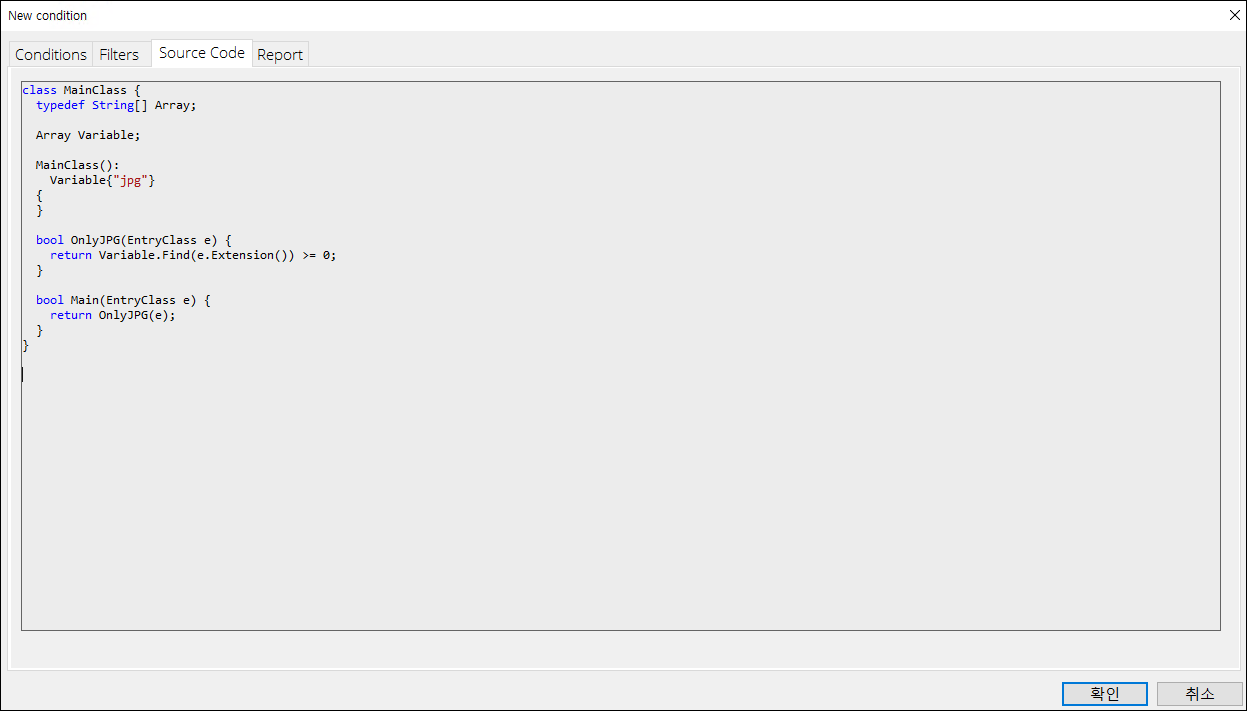 New condition
Conditions Filters Source Code Report
class MainClass {
  typedef String[] Array;

  Array Variable;

  MainClass():
    Variable{"jpg"}
  {
  }

  bool OnlyJPG(EntryClass e) {
    return Variable.Find(e.Extension()) >= 0;
  }

  bool Main(EntryClass e) {
    return OnlyJPG(e);
  }
}
확인 취소